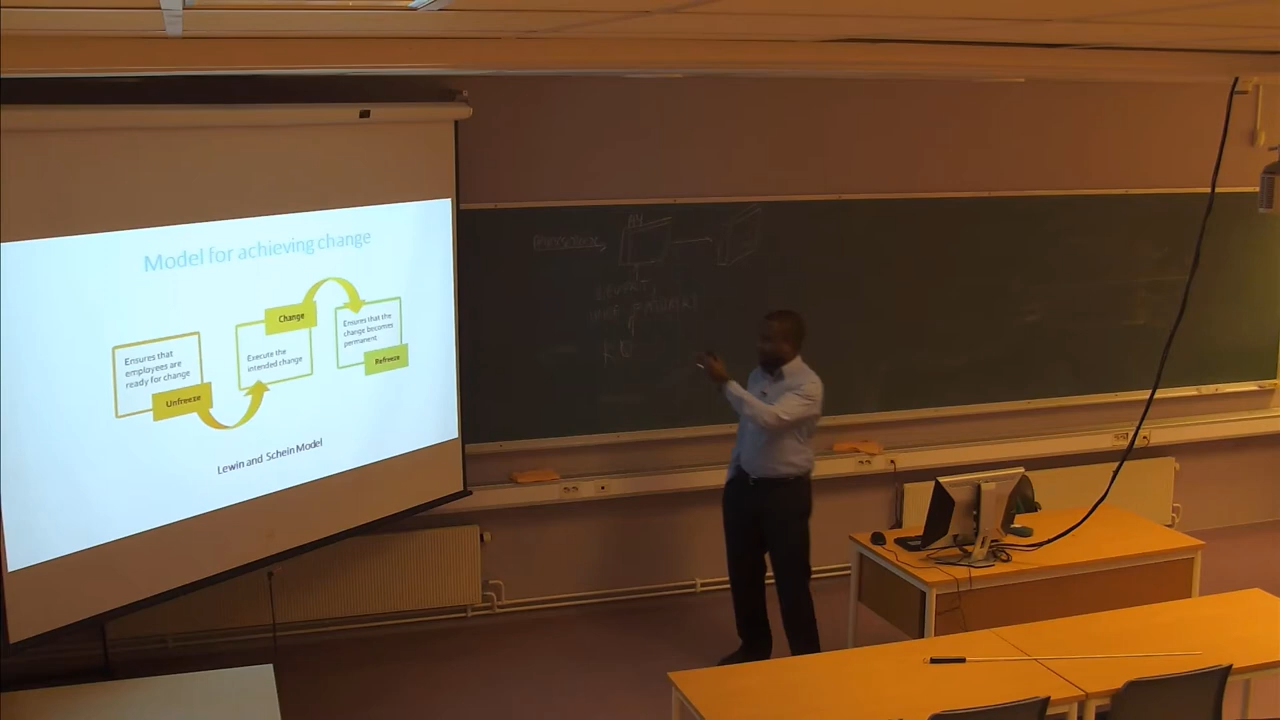 Model for achieving change
Ensures that
employees are
ready for change
Unfreeze
Change
Execute the
intended change
Ensures that the
change becomes
permanent
Refreeze
Lewin and Schein Model